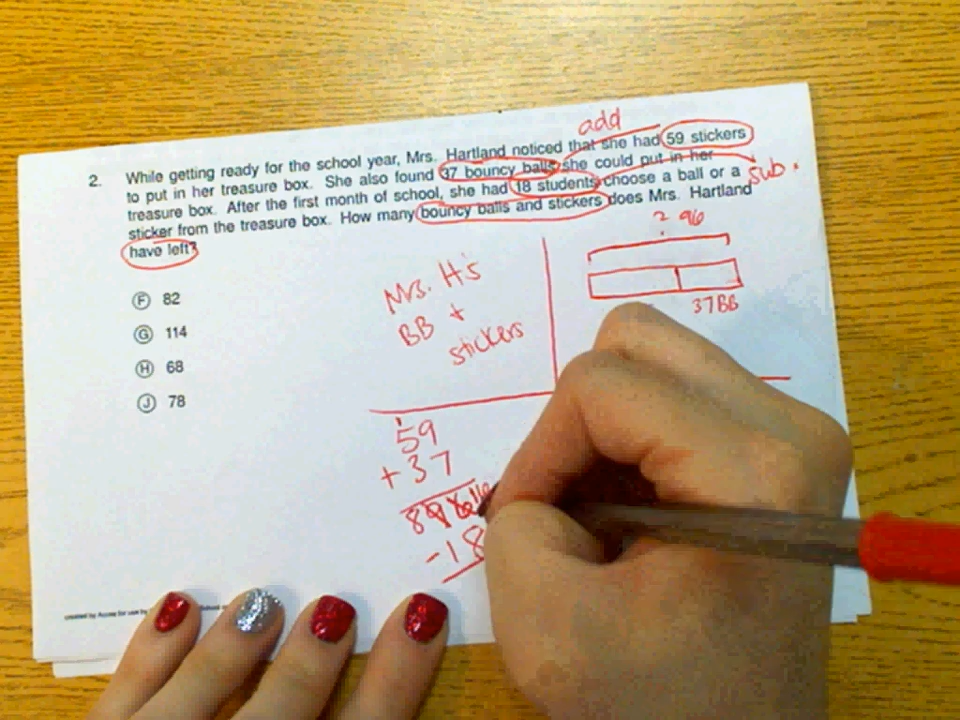 add
2. While getting ready for the school year, Mrs. Hartland noticed that she had 59 stickers
to put in her treasure box. She also found 37 bouncy balls she could put in her
treasure box. After the first month of school, she had 18 students choose a ball or a
sub.
sticker from the treasure box. How many bouncy balls and stickers does Mrs. Hartland
have left?
F 82
G 114
H 68
J 78
Mrs. H's
BB +
stickers
? 96
37BB
1
59
+ 37
- 18
created by